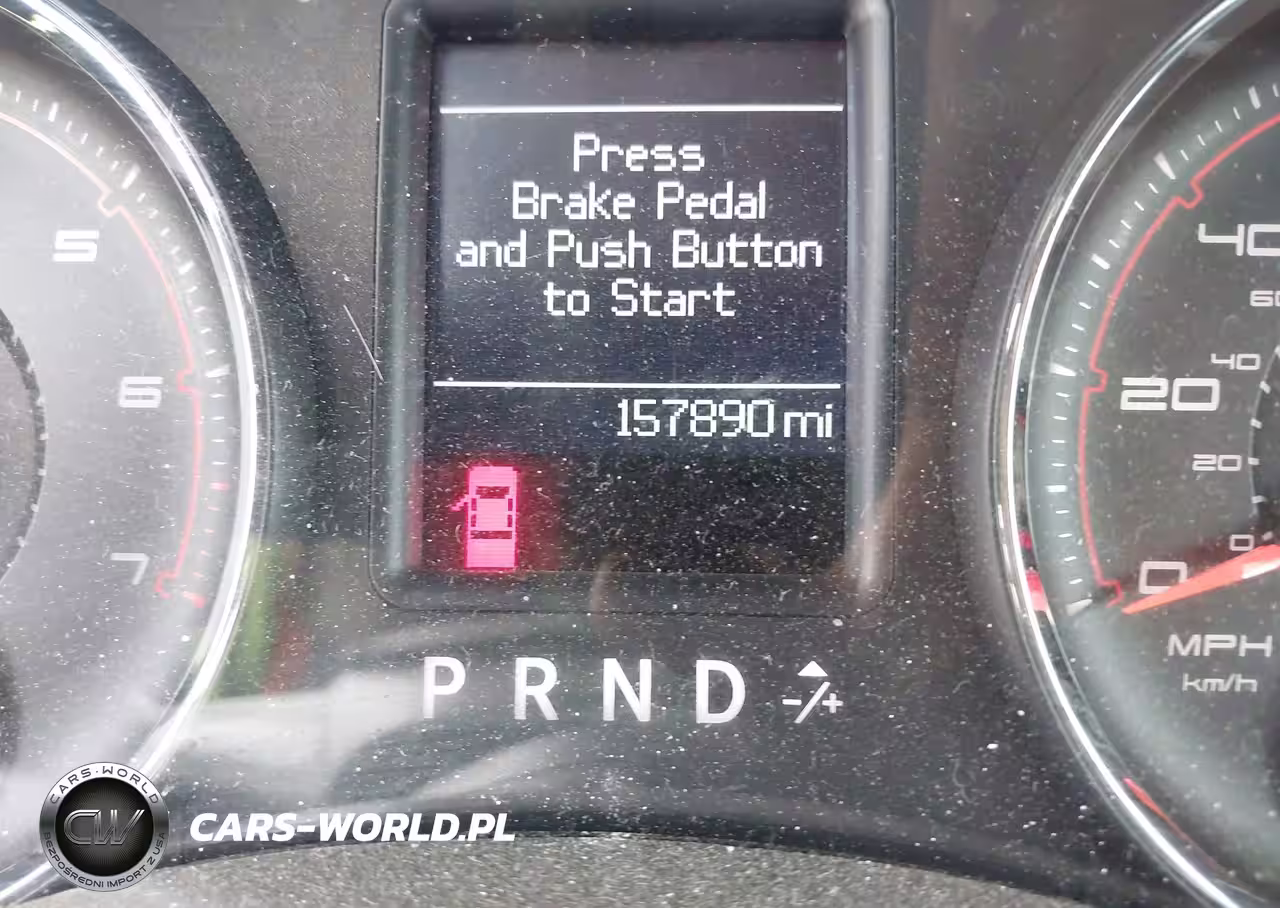 Press
Brake Pedal
and Push Button
to Start
157890 mi
5
6
7
40
60
40
20
20
0
0
MPH
km/h
P R N D -/+
CARS-WORLD
CW
BEZPOŚREDNI IMPORT Z USA
CARS-WORLD.PL